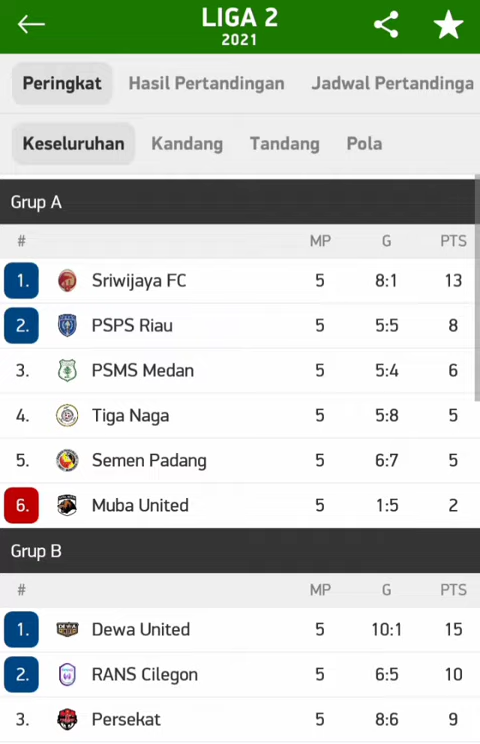 LIGA 2
2021
Peringkat Hasil Pertandingan Jadwal Pertandinga
Keseluruhan Kandang Tandang Pola
Grup A
# MP G PTS
1. Sriwijaya FC 5 8:1 13
2. PSPS Riau 5 5:5 8
3. PSMS Medan 5 5:4 6
4. Tiga Naga 5 5:8 5
5. Semen Padang 5 6:7 5
6. Muba United 5 1:5 2
Grup B
# MP G PTS
1. Dewa United 5 10:1 15
2. RANS Cilegon 5 6:5 10
3. Persekat 5 8:6 9